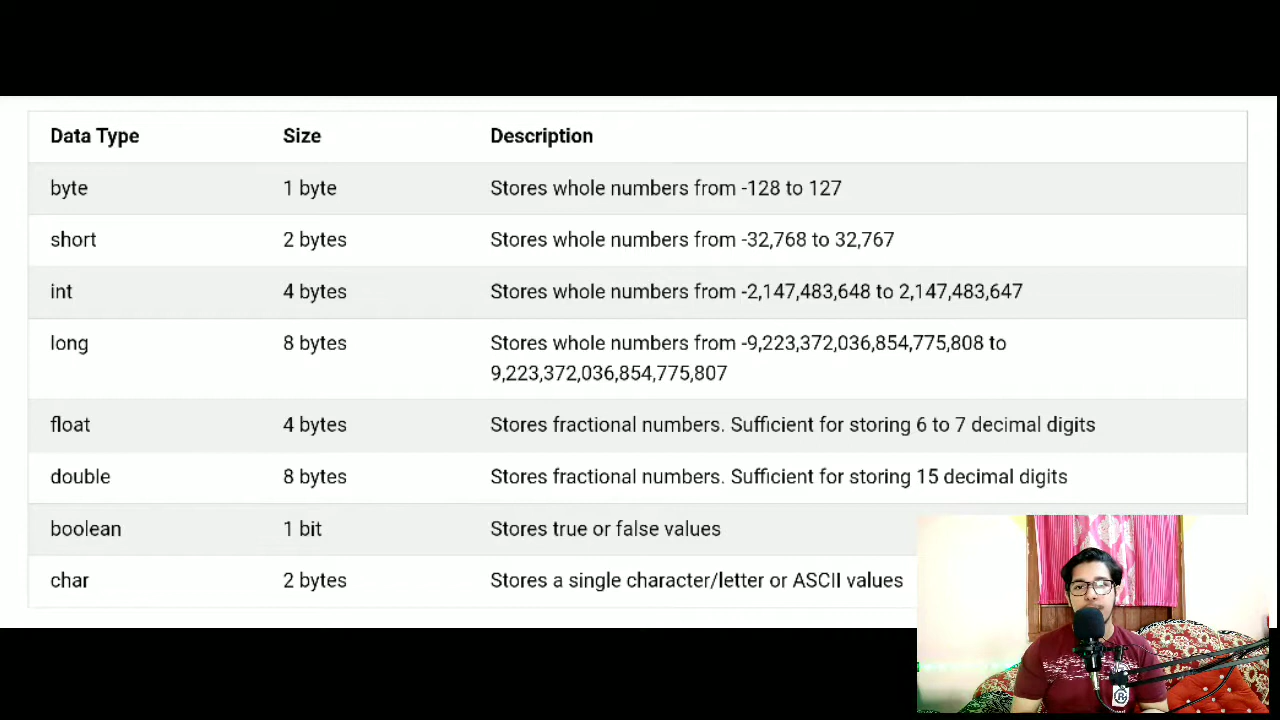 Data Type Size Description
byte 1 byte Stores whole numbers from -128 to 127
short 2 bytes Stores whole numbers from -32,768 to 32,767
int 4 bytes Stores whole numbers from -2,147,483,648 to 2,147,483,647
long 8 bytes Stores whole numbers from -9,223,372,036,854,775,808 to
9,223,372,036,854,775,807
float 4 bytes Stores fractional numbers. Sufficient for storing 6 to 7 decimal digits
double 8 bytes Stores fractional numbers. Sufficient for storing 15 decimal digits
boolean 1 bit Stores true or false values
char 2 bytes Stores a single character/letter or ASCII values